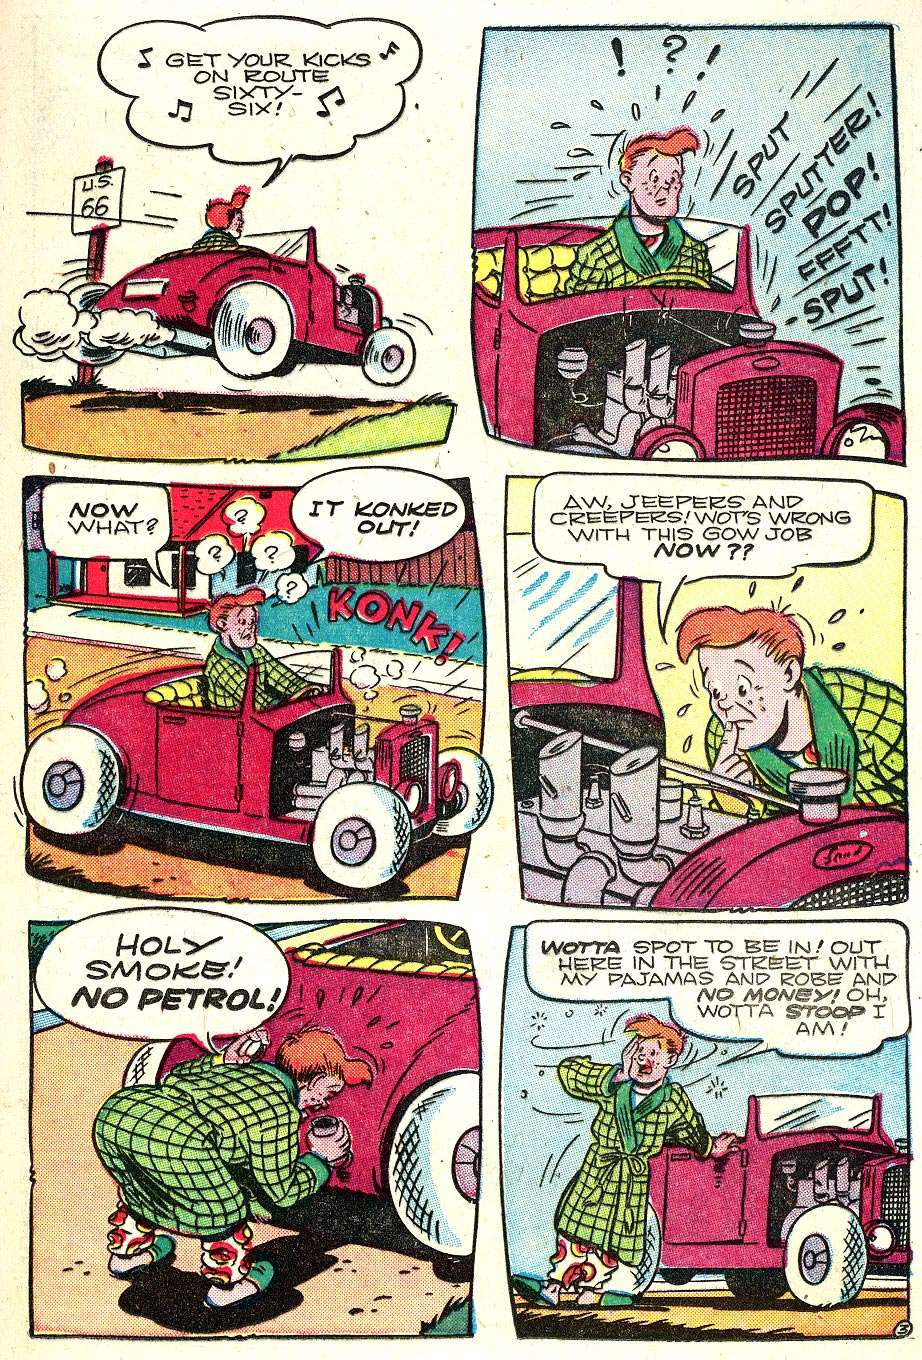 GET YOUR KICKS
ON ROUTE
SIXTY-
SIX!
U.S.
66
! ? !
SPUT
SPUTTER!
POP!
FFFTT!
SPUT!
NOW
WHAT?
?
?
?
?
IT KONKED
OUT!
KONK!
AW, JEEPERS AND
CREEPERS! WOT'S WRONG
WITH THIS GOW JOB
NOW??
HOLY
SMOKE!
NO PETROL!
WOTTA SPOT TO BE IN! OUT
HERE IN THE STREET WITH
MY PAJAMAS AND ROBE AND
NO MONEY! OH,
WOTTA STOOP I
AM!
3